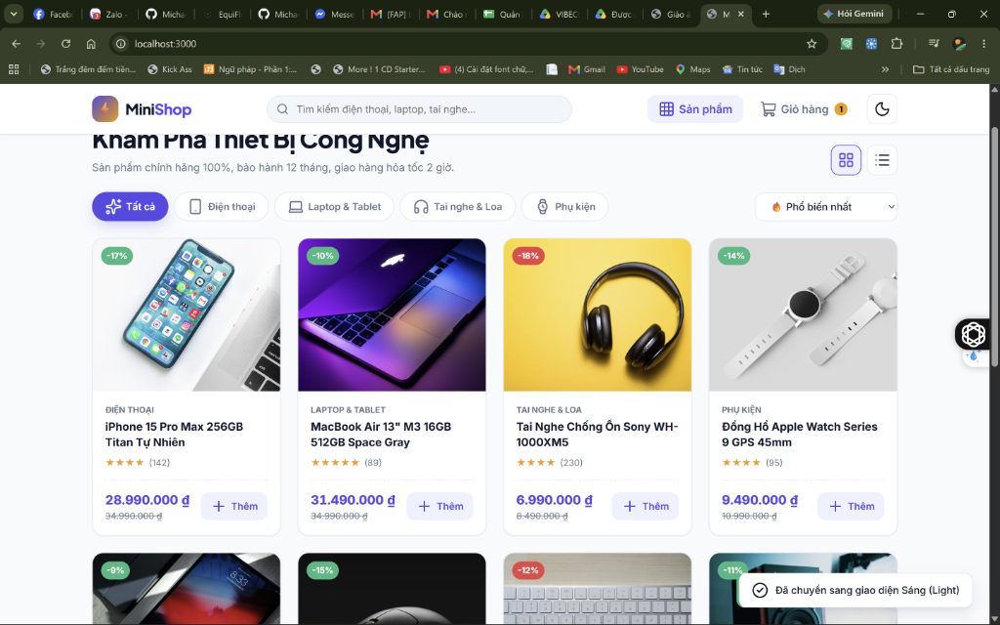 Faceb
Zalo -
Micha
EquiFl
Micha
Messe
[FAP]
Chào
Quản
VIBEC
Được
Giáo
M
Hỏi Gemini
localhost:3000
Trắng đêm đếm tiền...
Kick Ass
Ngữ pháp - Phần 1:...
More ! 1 CD Starter...
(4) Cài đặt font chữ,...
Gmail
YouTube
Maps
Tin tức
Dịch
»
Tất cả dấu trang
MiniShop
Tìm kiếm điện thoại, laptop, tai nghe...
Sản phẩm
Giỏ hàng 1
Khám Phá Thiết Bị Công Nghệ
Sản phẩm chính hãng 100%, bảo hành 12 tháng, giao hàng hỏa tốc 2 giờ.
Tất cả
Điện thoại
Laptop & Tablet
Tai nghe & Loa
Phụ kiện
Phổ biến nhất
-17%
ĐIỆN THOẠI
iPhone 15 Pro Max 256GB
Titan Tự Nhiên
★★★★ (142)
28.990.000 ₫
34.990.000 ₫
+ Thêm
-10%
LAPTOP & TABLET
MacBook Air 13" M3 16GB
512GB Space Gray
★★★★★ (89)
31.490.000 ₫
34.990.000 ₫
+ Thêm
-18%
TAI NGHE & LOA
Tai Nghe Chống Ồn Sony WH-
1000XM5
★★★★ (230)
6.990.000 ₫
8.490.000 ₫
+ Thêm
-14%
PHỤ KIỆN
Đồng Hồ Apple Watch Series
9 GPS 45mm
★★★★ (95)
9.490.000 ₫
10.990.000 ₫
+ Thêm
-9%
8:33
-15%
-12%
-11%
Đã chuyển sang giao diện Sáng (Light)